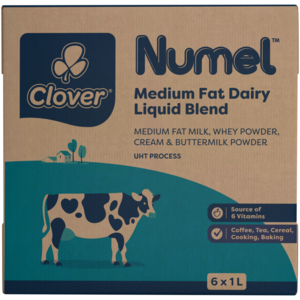 Clover®
Numel™
Medium Fat Dairy
Liquid Blend
MEDIUM FAT MILK, WHEY POWDER,
CREAM & BUTTERMILK POWDER
UHT PROCESS
Source of
6 Vitamins
Coffee, Tea, Cereal,
Cooking, Baking
6 x 1 L